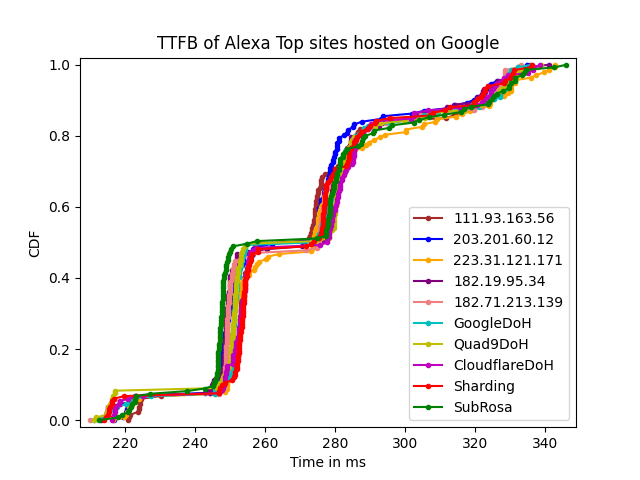 TTFB of Alexa Top sites hosted on Google
1.0
0.8
0.6
0.4
0.2
0.0
CDF
220
240
260
280
300
320
340
Time in ms
111.93.163.56
203.201.60.12
223.31.121.171
182.19.95.34
182.71.213.139
GoogleDoH
Quad9DoH
CloudflareDoH
Sharding
SubRosa